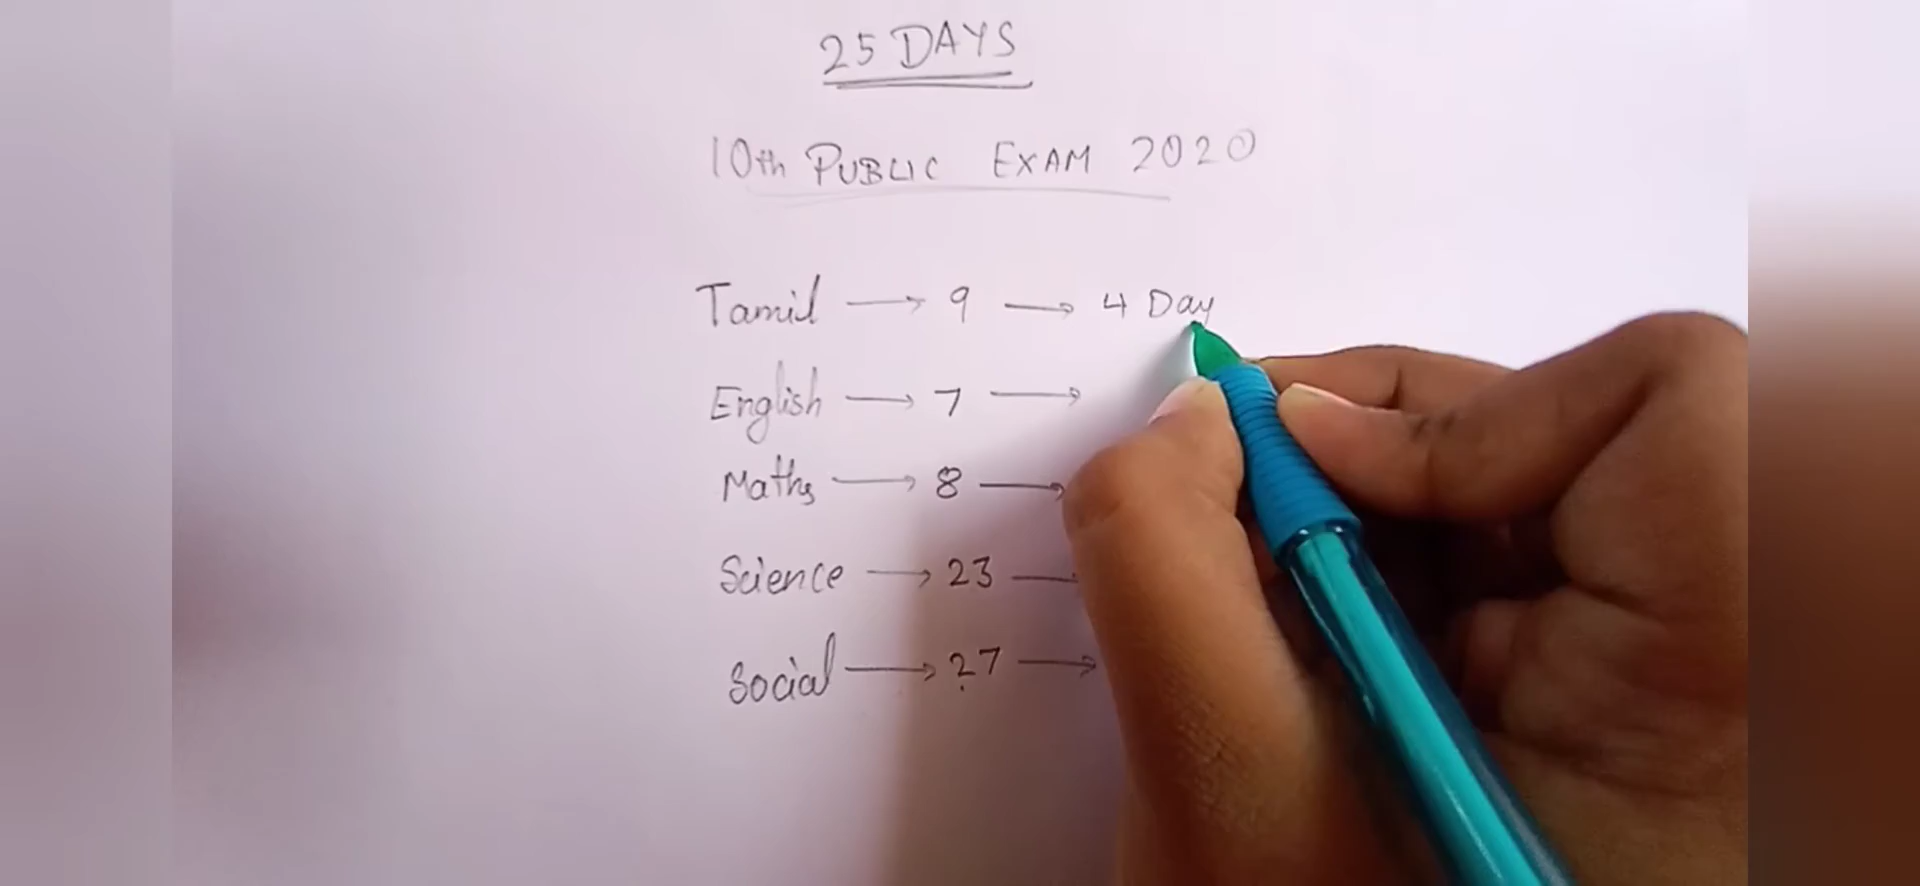 25 DAYS
10th PUBLIC EXAM 2020
Tamil → 9 → 4 Day
English → 7 →
Maths → 8 →
Science → 23 →
Social → 27 →